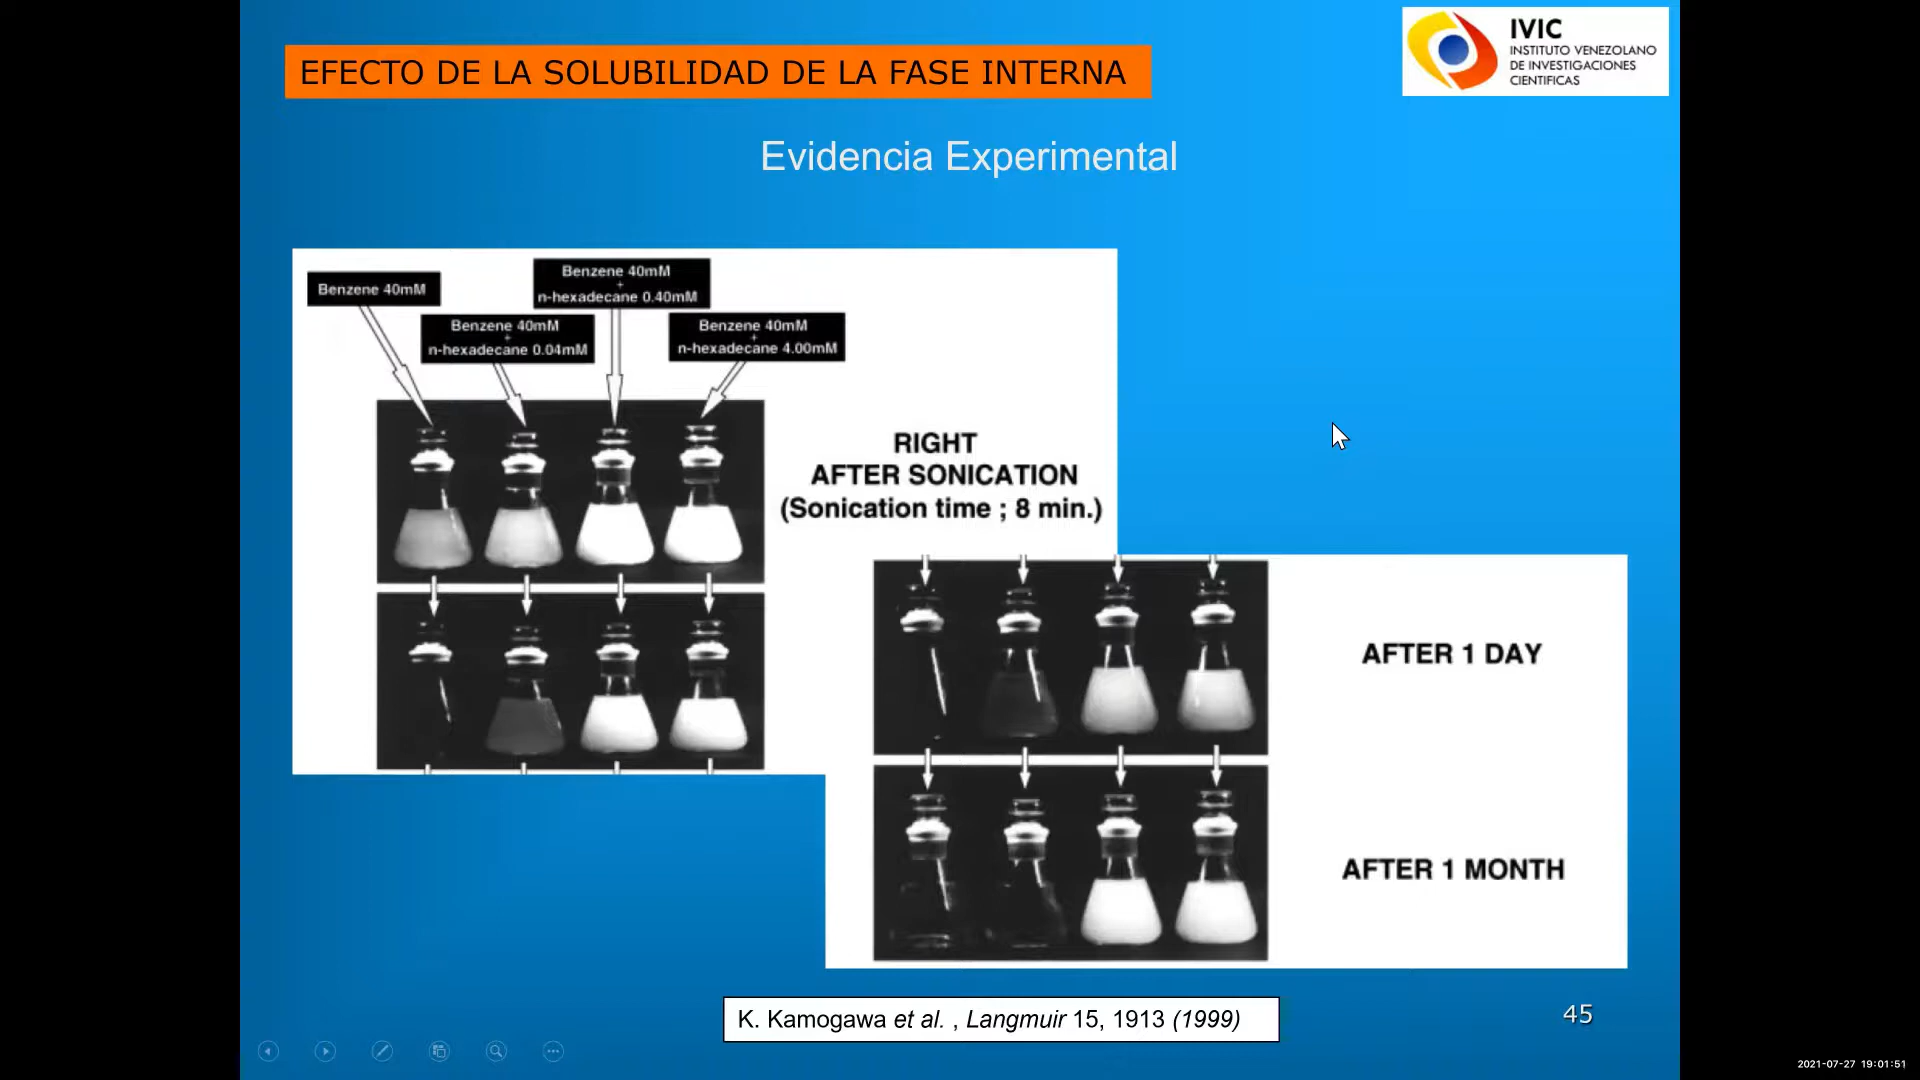 EFECTO DE LA SOLUBILIDAD DE LA FASE INTERNA
IVIC
INSTITUTO VENEZOLANO
DE INVESTIGACIONES
CIENTIFICAS
Evidencia Experimental
Benzene 40mM
Benzene 40mM
+
n-hexadecane 0.04mM
Benzene 40mM
+
n-hexadecane 0.40mM
Benzene 40mM
+
n-hexadecane 4.00mM
RIGHT
AFTER SONICATION
(Sonication time ; 8 min.)
AFTER 1 DAY
AFTER 1 MONTH
K. Kamogawa et al. , Langmuir 15, 1913 (1999)
45
2021-07-27 19:01:51